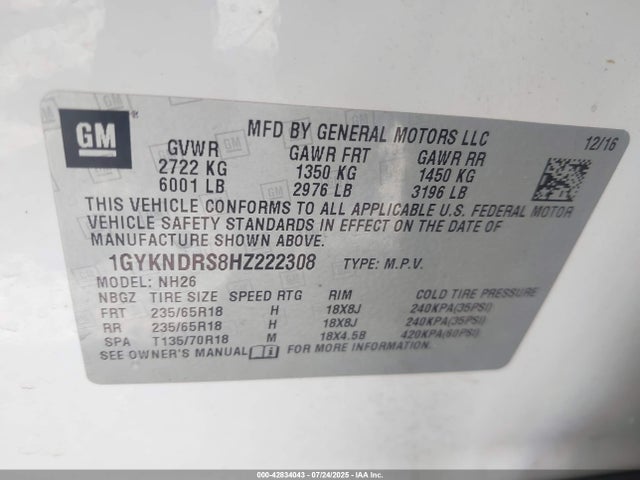 GM
MFD BY GENERAL MOTORS LLC
12/16
GVWR GAWR FRT GAWR RR
2722 KG 1350 KG 1450 KG
6001 LB 2976 LB 3196 LB
THIS VEHICLE CONFORMS TO ALL APPLICABLE U.S. FEDERAL MOTOR
VEHICLE SAFETY STANDARDS IN EFFECT ON THE DATE OF
MANUFACTURE SHOWN ABOVE.
1GYKNDRS8HZ222308 TYPE: M.P.V.
MODEL: NH26
NBGZ TIRE SIZE SPEED RTG RIM COLD TIRE PRESSURE
FRT 235/65R18 H 18X8J 240KPA(35PSI)
RR 235/65R18 H 18X8J 240KPA(35PSI)
SPA T135/70R18 M 18X4.5B 420KPA(60PSI)
SEE OWNER'S MANUAL FOR MORE INFORMATION.
000-42834043 - 07/24/2025 - IAAI.com